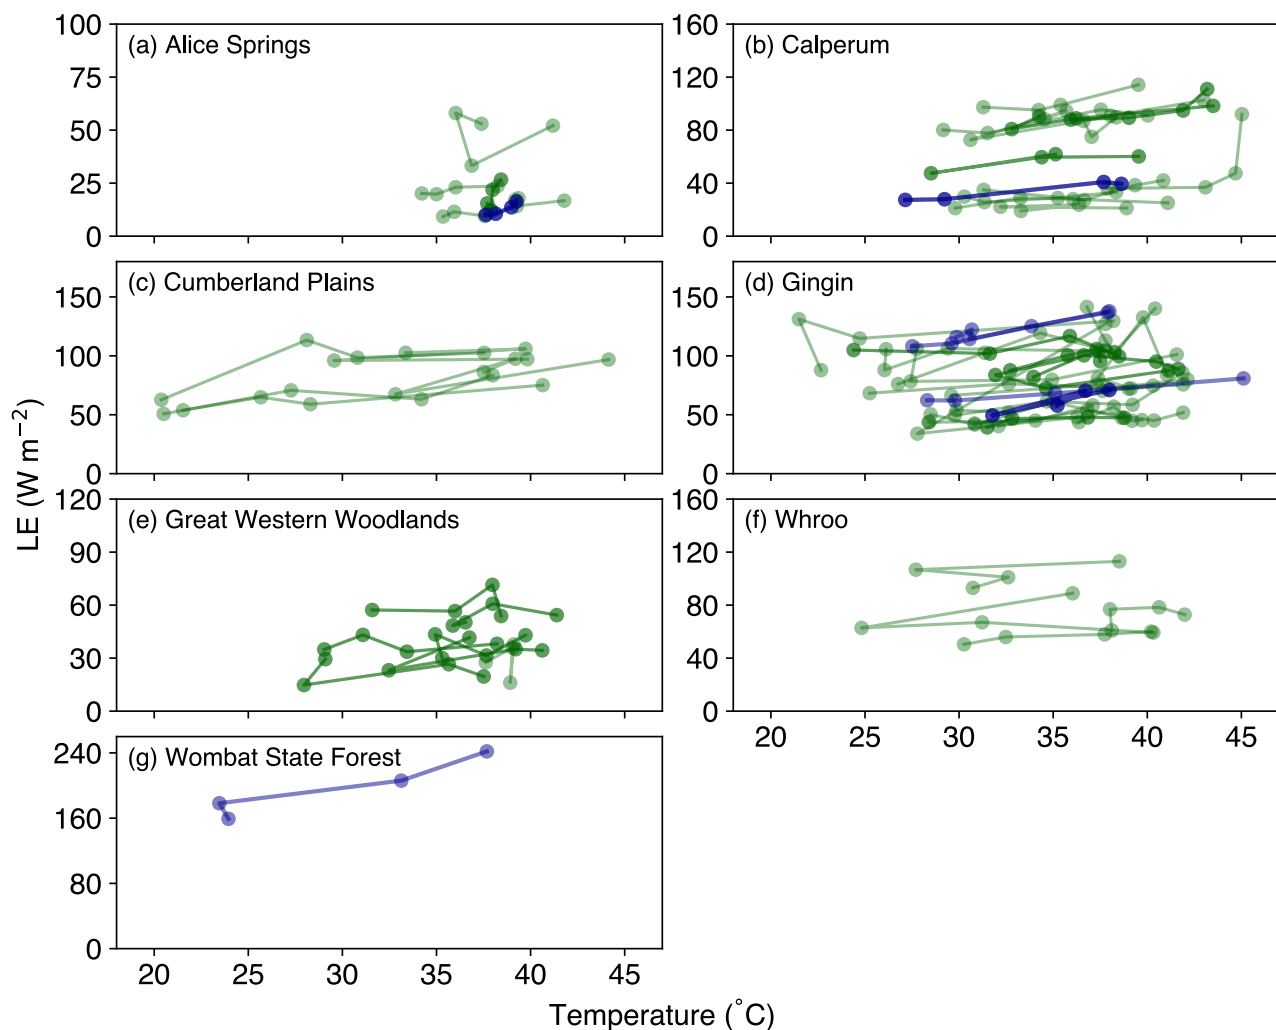 (a) Alice Springs
100
75
50
25
0
(b) Calperum
160
120
80
40
0
(c) Cumberland Plains
150
100
50
0
(d) Gingin
150
100
50
0
(e) Great Western Woodlands
120
90
60
30
0
(f) Whroo
160
120
80
40
0
20 25 30 35 40 45
(g) Wombat State Forest
240
160
80
0
20 25 30 35 40 45
LE (W m⁻²)
Temperature (°C)